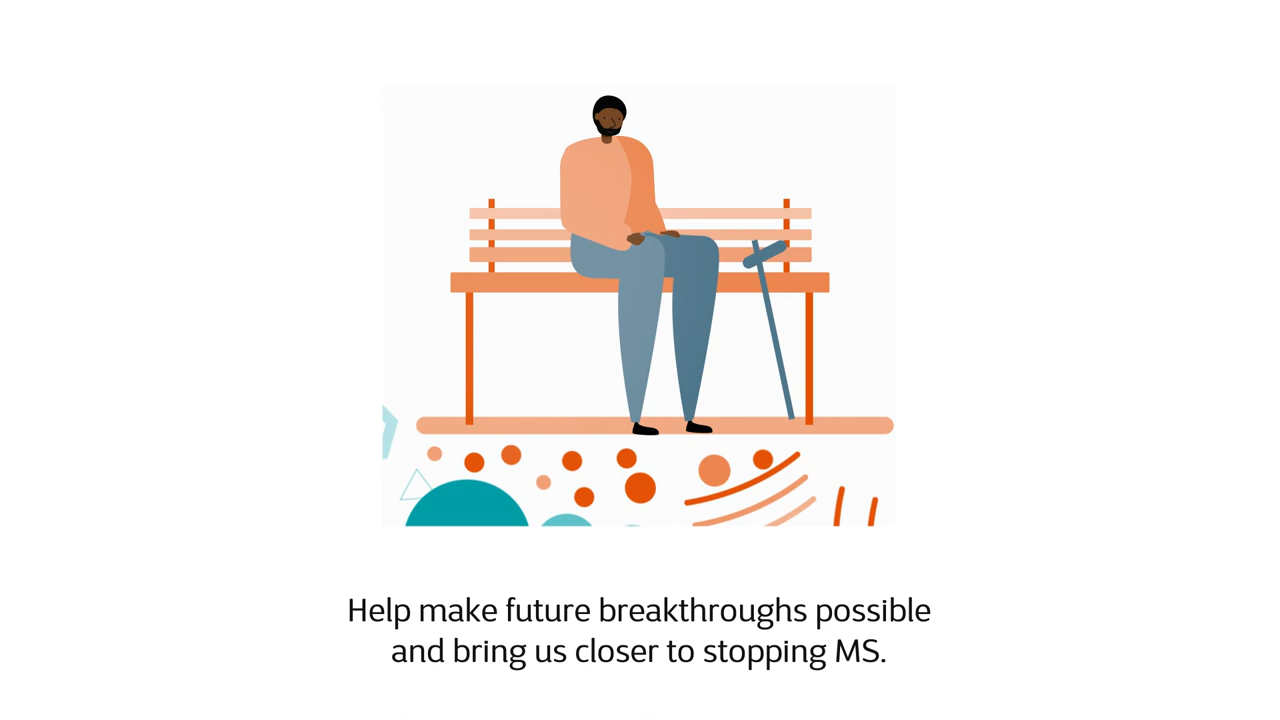 Help make future breakthroughs possible
and bring us closer to stopping MS.